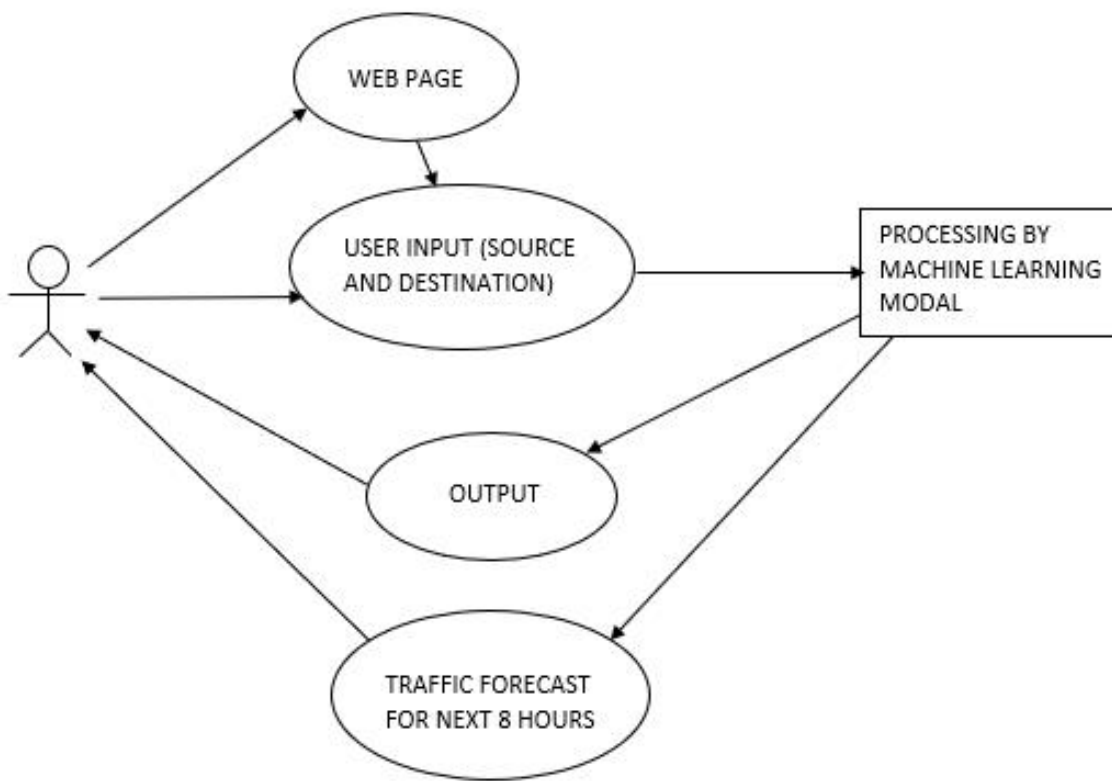 WEB PAGE
USER INPUT (SOURCE
AND DESTINATION)
PROCESSING BY
MACHINE LEARNING
MODAL
OUTPUT
TRAFFIC FORECAST
FOR NEXT 8 HOURS